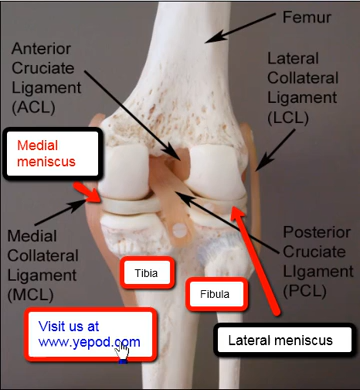 Femur
Anterior
Cruciate
Ligament
(ACL)
Lateral
Collateral
Ligament
(LCL)
Medial
meniscus
Medial
Collateral
Ligament
(MCL)
Posterior
Cruciate
LIgament
(PCL)
Tibia
Fibula
Visit us at
www.yepod.com
Lateral meniscus